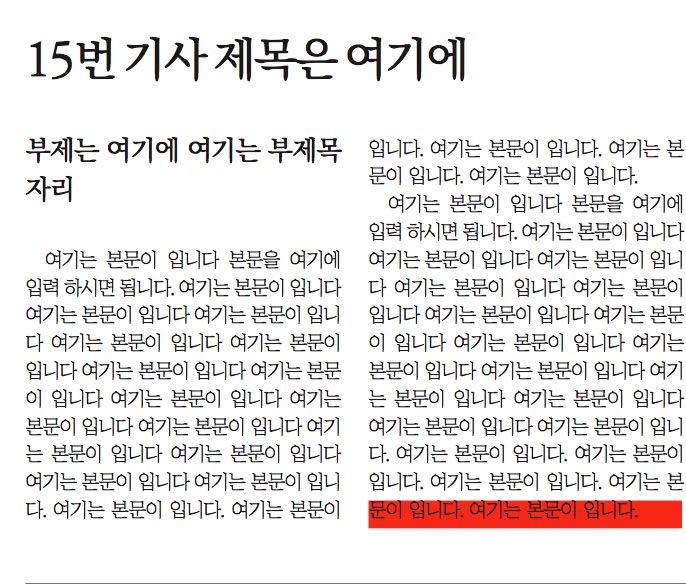 15번 기사 제목은 여기에
부제는 여기에 여기는 부제목
자리
여기는 본문이 입니다 본문을 여기에
입력 하시면 됩니다. 여기는 본문이 입니다
여기는 본문이 입니다 여기는 본문이 입니
다 여기는 본문이 입니다 여기는 본문이
입니다 여기는 본문이 입니다 여기는 본문
이 입니다 여기는 본문이 입니다 여기는
본문이 입니다 여기는 본문이 입니다 여기
는 본문이 입니다 여기는 본문이 입니다
여기는 본문이 입니다 여기는 본문이 입니
다. 여기는 본문이 입니다. 여기는 본문이
입니다. 여기는 본문이 입니다. 여기는 본
문이 입니다. 여기는 본문이 입니다.
여기는 본문이 입니다 본문을 여기에
입력 하시면 됩니다. 여기는 본문이 입니다
여기는 본문이 입니다 여기는 본문이 입니
다 여기는 본문이 입니다 여기는 본문이
입니다 여기는 본문이 입니다 여기는 본문
이 입니다 여기는 본문이 입니다 여기는
본문이 입니다 여기는 본문이 입니다 여기
는 본문이 입니다 여기는 본문이 입니다
여기는 본문이 입니다 여기는 본문이 입니
다. 여기는 본문이 입니다. 여기는 본문이
입니다. 여기는 본문이 입니다. 여기는 본
문이 입니다. 여기는 본문이 입니다.